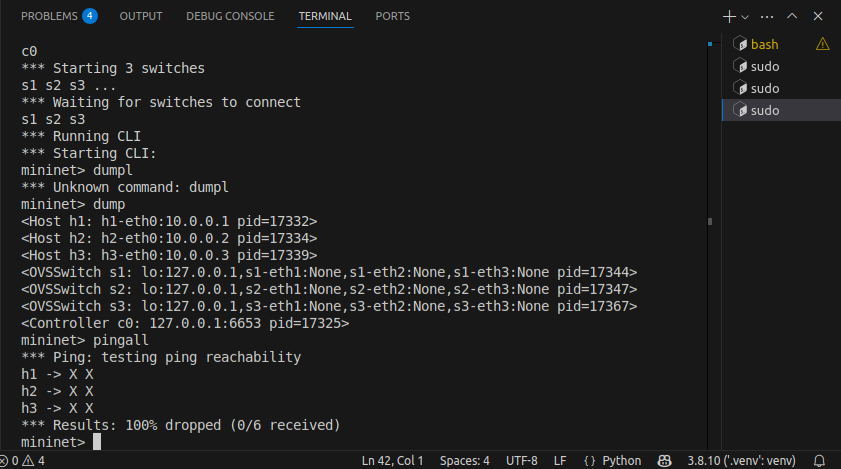 PROBLEMS 4 OUTPUT DEBUG CONSOLE TERMINAL PORTS
c0
*** Starting 3 switches
s1 s2 s3 ...
*** Waiting for switches to connect
s1 s2 s3
*** Running CLI
*** Starting CLI:
mininet> dumpl
*** Unknown command: dumpl
mininet> dump
<Host h1: h1-eth0:10.0.0.1 pid=17332>
<Host h2: h2-eth0:10.0.0.2 pid=17334>
<Host h3: h3-eth0:10.0.0.3 pid=17339>
<OVSSwitch s1: lo:127.0.0.1,s1-eth1:None,s1-eth2:None,s1-eth3:None pid=17344>
<OVSSwitch s2: lo:127.0.0.1,s2-eth1:None,s2-eth2:None,s2-eth3:None pid=17347>
<OVSSwitch s3: lo:127.0.0.1,s3-eth1:None,s3-eth2:None,s3-eth3:None pid=17367>
<Controller c0: 127.0.0.1:6653 pid=17325>
mininet> pingall
*** Ping: testing ping reachability
h1 -> X X
h2 -> X X
h3 -> X X
*** Results: 100% dropped (0/6 received)
mininet>
bash
sudo
sudo
sudo
0 4 Ln 42, Col 1 Spaces: 4 UTF-8 LF {} Python 3.8.10 ('.venv': venv)